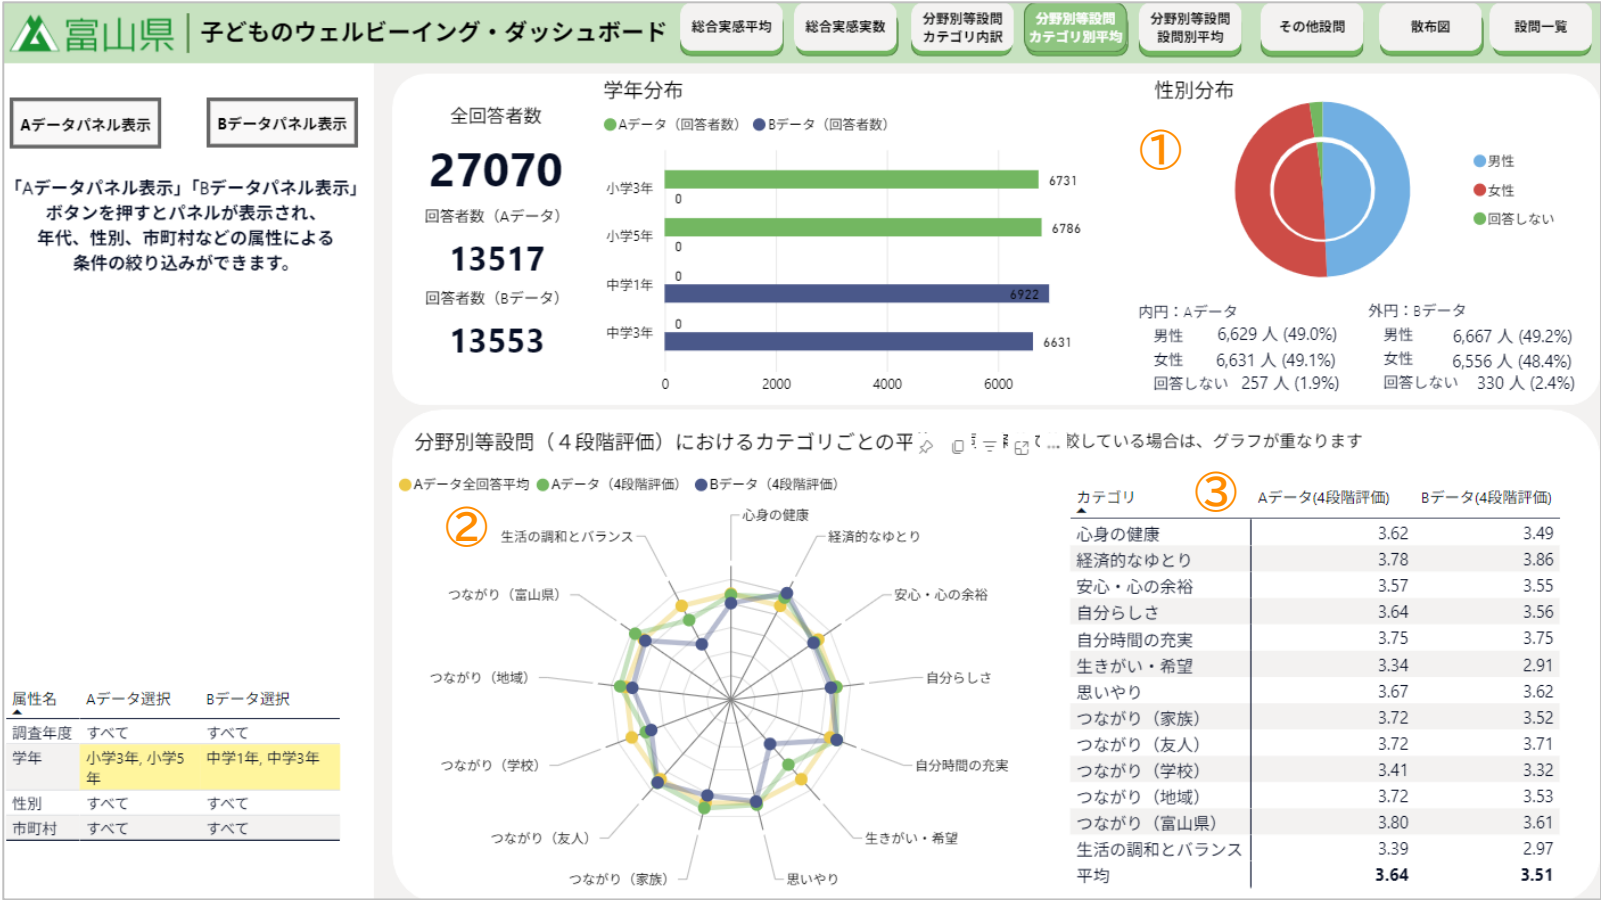 富山県
子どものウェルビーイング・ダッシュボード
総合実感平均
総合実感実数
分野別等設問
カテゴリ内訳
分野別等設問
カテゴリ別平均
分野別等設問
設問別平均
その他設問
散布図
設問一覧
Aデータパネル表示
Bデータパネル表示
「Aデータパネル表示」「Bデータパネル表示」
ボタンを押すとパネルが表示され、
年代、性別、市町村などの属性による
条件の絞り込みができます。
属性名 Aデータ選択 Bデータ選択
調査年度 すべて すべて
学年 小学3年, 小学5年 中学1年, 中学3年
性別 すべて すべて
市町村 すべて すべて
全回答者数
27070
回答者数（Aデータ）
13517
回答者数（Bデータ）
13553
学年分布
Aデータ（回答者数） Bデータ（回答者数）
小学3年 6731
0
小学5年 6786
0
中学1年 0
6922
中学3年 0
6631
0 2000 4000 6000
性別分布
①
男性
女性
回答しない
内円：Aデータ
男性 6,629 人 (49.0%)
女性 6,631 人 (49.1%)
回答しない 257 人 (1.9%)
外円：Bデータ
男性 6,667 人 (49.2%)
女性 6,556 人 (48.4%)
回答しない 330 人 (2.4%)
分野別等設問（４段階評価）におけるカテゴリごとの平
較している場合は、グラフが重なります
Aデータ全回答平均 Aデータ（4段階評価） Bデータ（4段階評価）
②
心身の健康
経済的なゆとり
安心・心の余裕
自分らしさ
自分時間の充実
生きがい・希望
思いやり
つながり（家族）
つながり（友人）
つながり（学校）
つながり（地域）
つながり（富山県）
生活の調和とバランス
③
カテゴリ Aデータ(4段階評価) Bデータ(4段階評価)
心身の健康 3.62 3.49
経済的なゆとり 3.78 3.86
安心・心の余裕 3.57 3.55
自分らしさ 3.64 3.56
自分時間の充実 3.75 3.75
生きがい・希望 3.34 2.91
思いやり 3.67 3.62
つながり（家族） 3.72 3.52
つながり（友人） 3.72 3.71
つながり（学校） 3.41 3.32
つながり（地域） 3.72 3.53
つながり（富山県） 3.80 3.61
生活の調和とバランス 3.39 2.97
平均 3.64 3.51